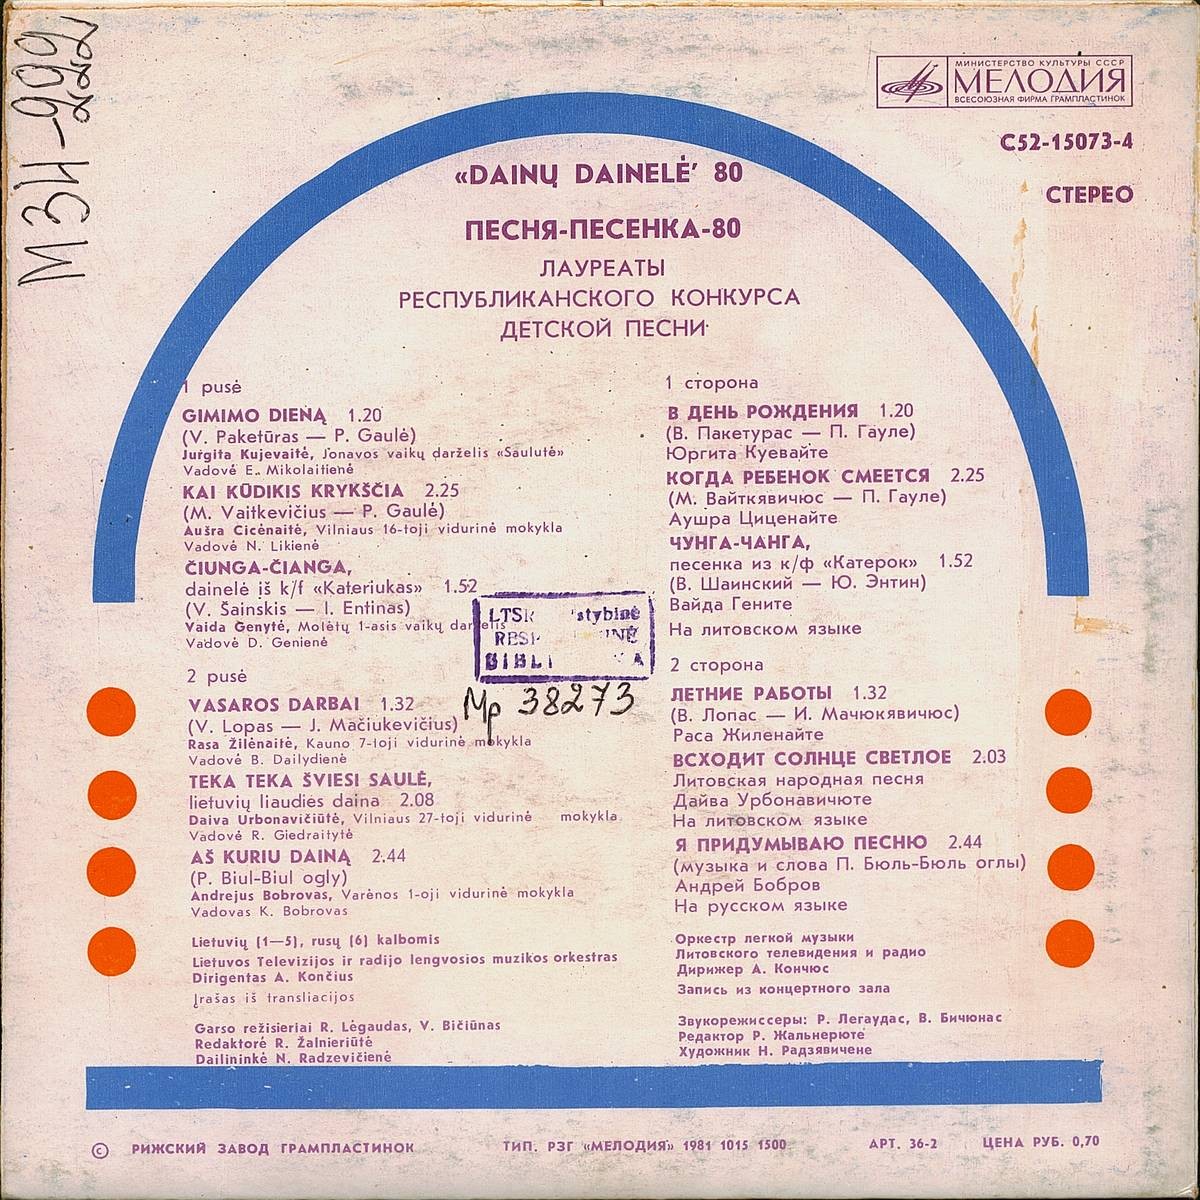 МЗН-999
222
МИНИСТЕРСТВО КУЛЬТУРЫ СССР
МЕЛОДИЯ
ВСЕСОЮЗНАЯ ФИРМА ГРАМПЛАСТИНОК
С52-15073-4
СТЕРЕО
«DAINŲ DAINELĖ’ 80
ПЕСНЯ-ПЕСЕНКА-80
ЛАУРЕАТЫ
РЕСПУБЛИКАНСКОГО КОНКУРСА
ДЕТСКОЙ ПЕСНИ
1 pusė
GIMIMO DIENĄ 1.20
(V. Paketūras — P. Gaulė)
Jurgita Kujevaitė, Jonavos vaikų darželis «Saulutė»
Vadovė E. Mikolaitienė
KAI KŪDIKIS KRYKŠČIA 2.25
(M. Vaitkevičius — P. Gaulė)
Aušra Cicėnaitė, Vilniaus 16-toji vidurinė mokykla
Vadovė N. Likienė
ČIUNGA-ČIANGA,
dainelė iš k/f «Kateriukas» 1.52
(V. Šainskis — I. Entinas)
Vaida Genytė, Molėtų 1-asis vaikų darželis
Vadovė D. Genienė
2 pusė
VASAROS DARBAI 1.32
(V. Lopas — J. Mačiukevičius)
Rasa Žilėnaitė, Kauno 7-toji vidurinė mokykla
Vadovė B. Dailydienė
TEKA TEKA ŠVIESI SAULĖ,
lietuvių liaudies daina 2.08
Daiva Urbonavičiūtė, Vilniaus 27-toji vidurinė mokykla
Vadovė R. Giedraitytė
AŠ KURIU DAINĄ 2.44
(P. Biul-Biul ogly)
Andrejus Bobrovas, Varėnos 1-oji vidurinė mokykla
Vadovas K. Bobrovas
Lietuvių (1—5), rusų (6) kalbomis
Lietuvos Televizijos ir radijo lengvosios muzikos orkestras
Dirigentas A. Končius
Įrašas iš transliacijos
Garso režisieriai R. Lėgaudas, V. Bičiūnas
Redaktorė R. Žalnieriūtė
Dailininkė N. Radzevičienė
1 сторона
В ДЕНЬ РОЖДЕНИЯ 1.20
(В. Пакетурас — П. Гауле)
Юргита Куевайте
КОГДА РЕБЕНОК СМЕЕТСЯ 2.25
(М. Вайткявичюс — П. Гауле)
Аушра Циценайте
ЧУНГА-ЧАНГА,
песенка из к/ф «Катерок» 1.52
(В. Шаинский — Ю. Энтин)
Вайда Гените
На литовском языке
2 сторона
ЛЕТНИЕ РАБОТЫ 1.32
(В. Лопас — И. Мачюкявичюс)
Раса Жиленайте
ВСХОДИТ СОЛНЦЕ СВЕТЛОЕ 2.03
Литовская народная песня
Дайва Урбонавичюте
На литовском языке
Я ПРИДУМЫВАЮ ПЕСНЮ 2.44
(музыка и слова П. Бюль-Бюль оглы)
Андрей Бобров
На русском языке
Оркестр легкой музыки
Литовского телевидения и радио
Дирижер А. Кончюс
Запись из концертного зала
Звукорежиссеры: Р. Легаудас, В. Бичюнас
Редактор Р. Жальнерюте
Художник Н. Радзявичене
LTSR
Mp 38273
© РИЖСКИЙ ЗАВОД ГРАМПЛАСТИНОК ТИП. РЗГ «МЕЛОДИЯ» 1981 1015 1500 АРТ. 36-2 ЦЕНА РУБ. 0,70